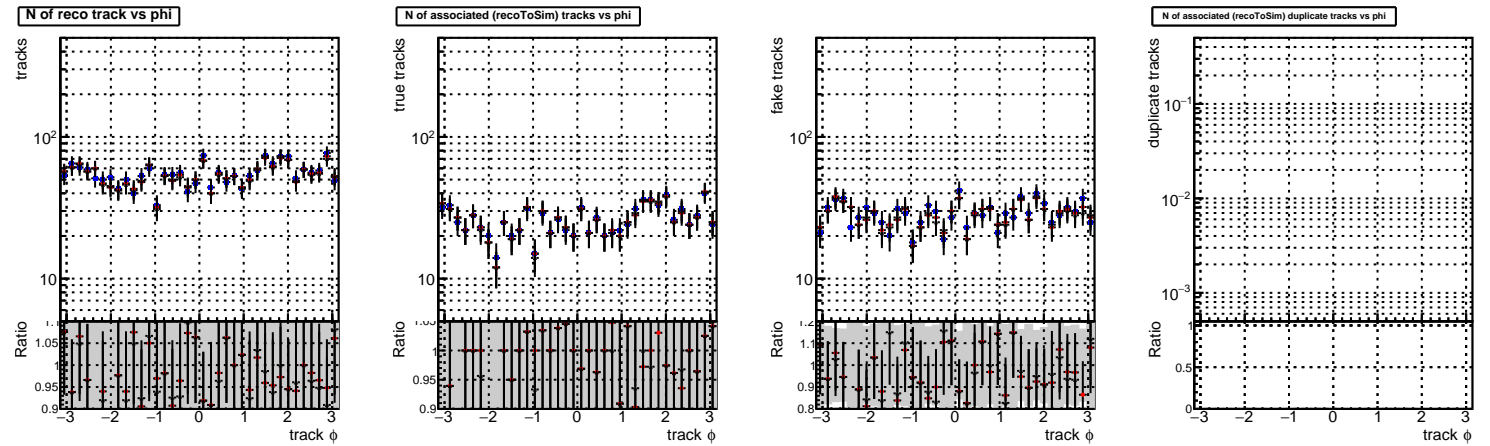 N of reco track vs phi
tracks
10²
10
Ratio
1.05
1
0.95
0.9
−3 −2 −1 0 1 2 3
track ϕ
N of associated (recoToSim) tracks vs phi
true tracks
10²
10
Ratio
1.05
1
0.95
0.9
−3 −2 −1 0 1 2 3
track ϕ
fake tracks
10²
10
Ratio
1.2
1.1
1
0.9
0.8
−3 −2 −1 0 1 2 3
track ϕ
N of associated (recoToSim) duplicate tracks vs phi
duplicate tracks
10⁻¹
10⁻²
10⁻³
Ratio
1
0.5
0
−3 −2 −1 0 1 2 3
track ϕ